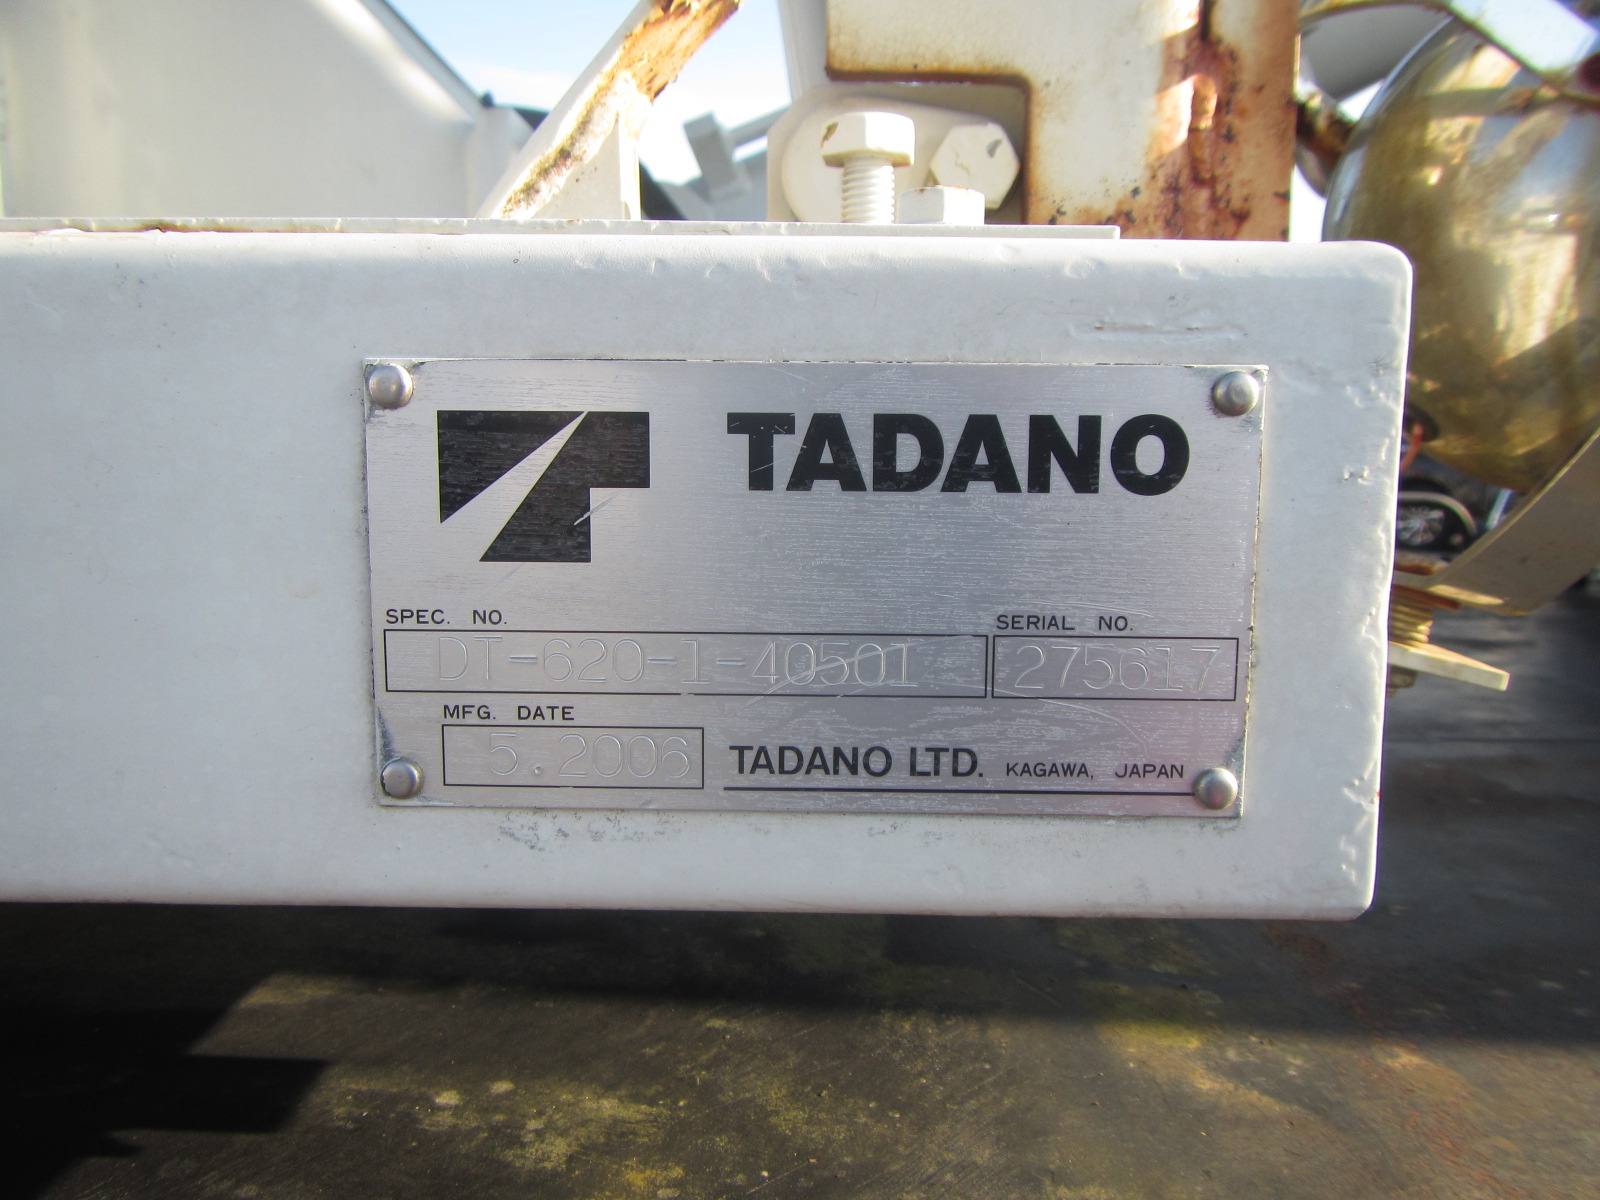 TADANO
SPEC. NO.
SERIAL NO.
DT-620-1-40501
275617
MFG. DATE
5.2006
TADANO LTD. KAGAWA, JAPAN